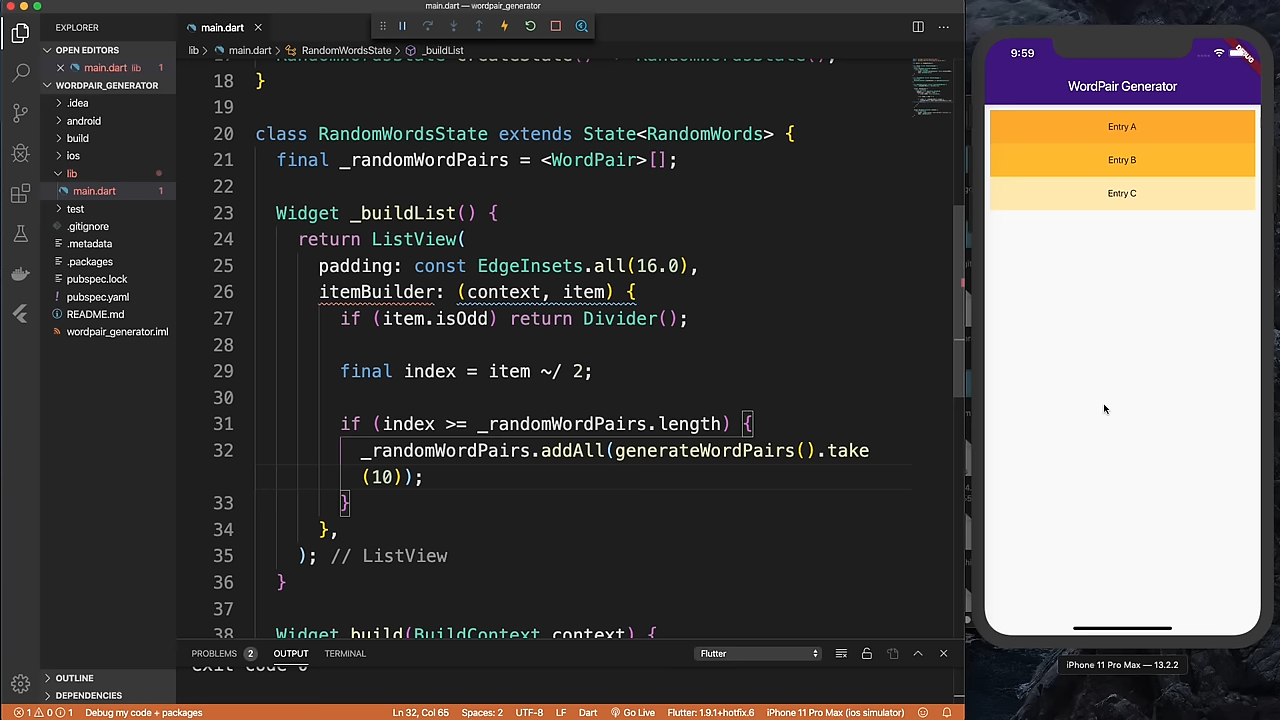 main.dart — wordpair_generator
EXPLORER
OPEN EDITORS
main.dart lib 1
WORDPAIR_GENERATOR
.idea
android
build
ios
lib
main.dart 1
test
.gitignore
.metadata
.packages
pubspec.lock
pubspec.yaml
README.md
wordpair_generator.iml
OUTLINE
DEPENDENCIES
main.dart
lib > main.dart > RandomWordsState > _buildList
18 }
19
20 class RandomWordsState extends State<RandomWords> {
21 final _randomWordPairs = <WordPair>[];
22
23 Widget _buildList() {
24 return ListView(
25 padding: const EdgeInsets.all(16.0),
26 itemBuilder: (context, item) {
27 if (item.isOdd) return Divider();
28
29 final index = item ~/ 2;
30
31 if (index >= _randomWordPairs.length) {
32 _randomWordPairs.addAll(generateWordPairs().take
(10));
33 }
34 },
35 ); // ListView
36 }
37
38 Widget build(BuildContext context) {
PROBLEMS 2 OUTPUT TERMINAL
Flutter
exit code 0
1 0 1 Debug my code + packages
Ln 32, Col 65 Spaces: 2 UTF-8 LF Dart Go Live Flutter: 1.9.1+hotfix.6 iPhone 11 Pro Max (ios simulator)
9:59
WordPair Generator
Entry A
Entry B
Entry C
iPhone 11 Pro Max — 13.2.2